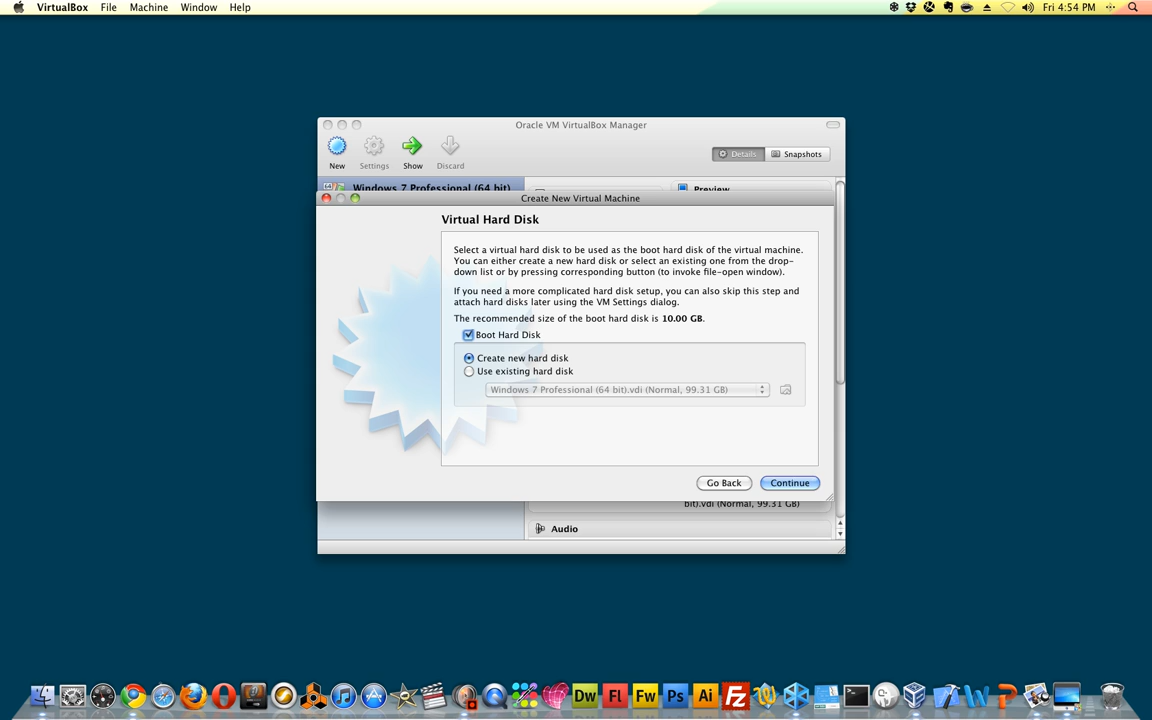 VirtualBox File Machine Window Help
Fri 4:54 PM
Oracle VM VirtualBox Manager
New Settings Show Discard
Details Snapshots
64
Windows 7 Professional (64 bit)
Preview
Create New Virtual Machine
Virtual Hard Disk
Select a virtual hard disk to be used as the boot hard disk of the virtual machine.
You can either create a new hard disk or select an existing one from the drop-
down list or by pressing corresponding button (to invoke file-open window).
If you need a more complicated hard disk setup, you can also skip this step and
attach hard disks later using the VM Settings dialog.
The recommended size of the boot hard disk is 10.00 GB.
Boot Hard Disk
Create new hard disk
Use existing hard disk
Windows 7 Professional (64 bit).vdi (Normal, 99.31 GB)
Go Back Continue
bit).vdi (Normal, 99.31 GB)
Audio
Dw Fl Fw Ps Ai Fz W P